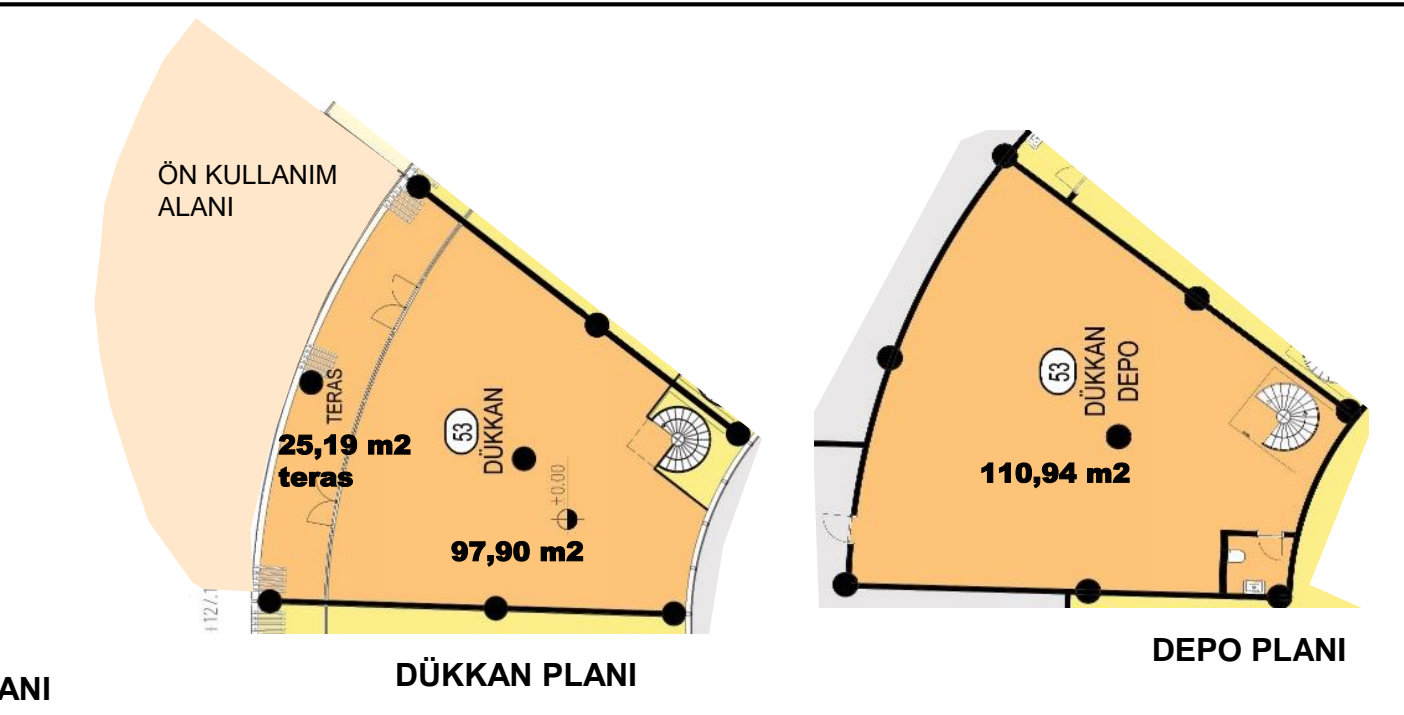 ÖN KULLANIM
ALANI
TERAS
25,19 m2
teras
53
DÜKKAN
+0.00
97,90 m2
DÜKKAN PLANI
53
DÜKKAN
DEPO
110,94 m2
DEPO PLANI
ANI